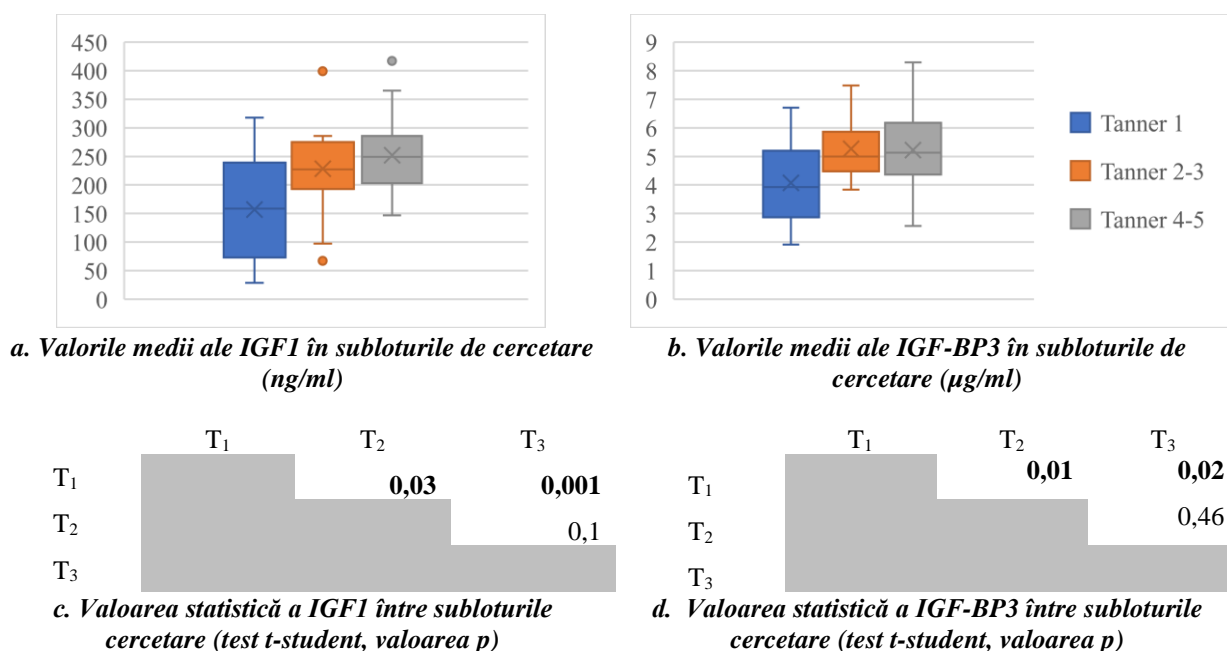 450
400
350
300
250
200
150
100
50
0
9
8
7
6
5
4
3
2
1
0
Tanner 1
Tanner 2-3
Tanner 4-5
a. Valorile medii ale IGF1 în subloturile de cercetare
(ng/ml)
b. Valorile medii ale IGF-BP3 în subloturile de
cercetare (µg/ml)
T₁ T₂ T₃
T₁ 0,03 0,001
T₂ 0,1
T₃
c. Valoarea statistică a IGF1 între subloturile
cercetare (test t-student, valoarea p)
T₁ T₂ T₃
T₁ 0,01 0,02
T₂ 0,46
T₃
d. Valoarea statistică a IGF-BP3 între subloturile
cercetare (test t-student, valoarea p)